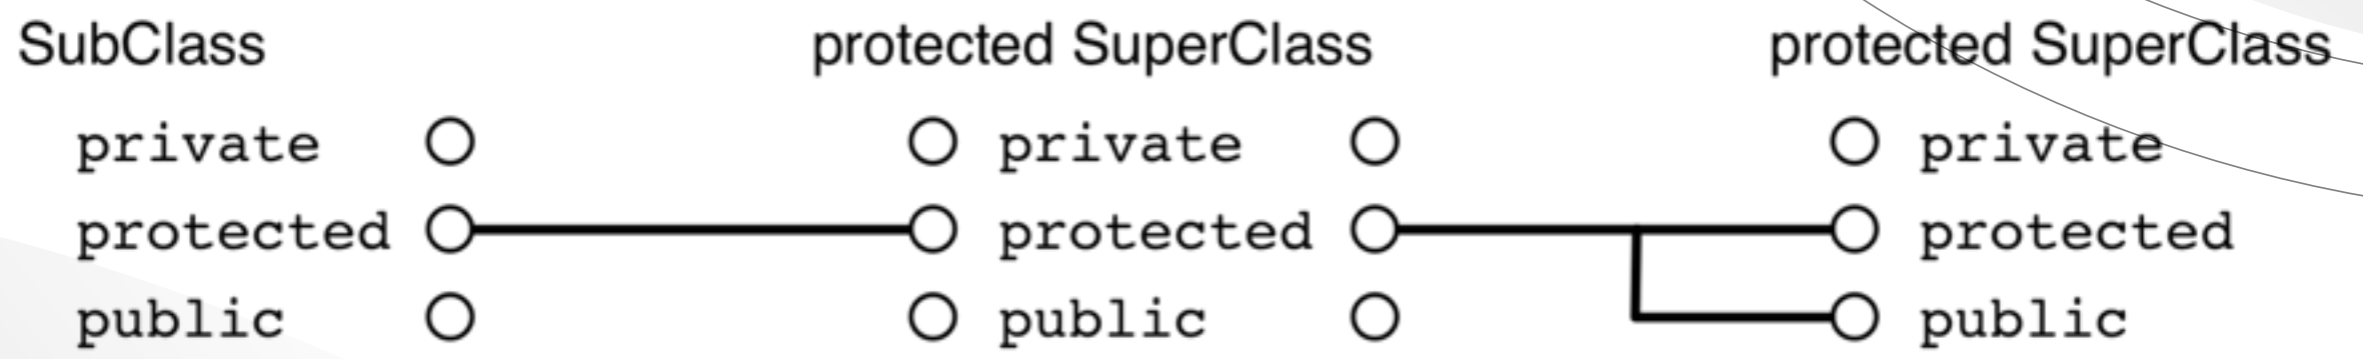 SubClass protected SuperClass protected SuperClass
private private private
protected protected protected
public public public